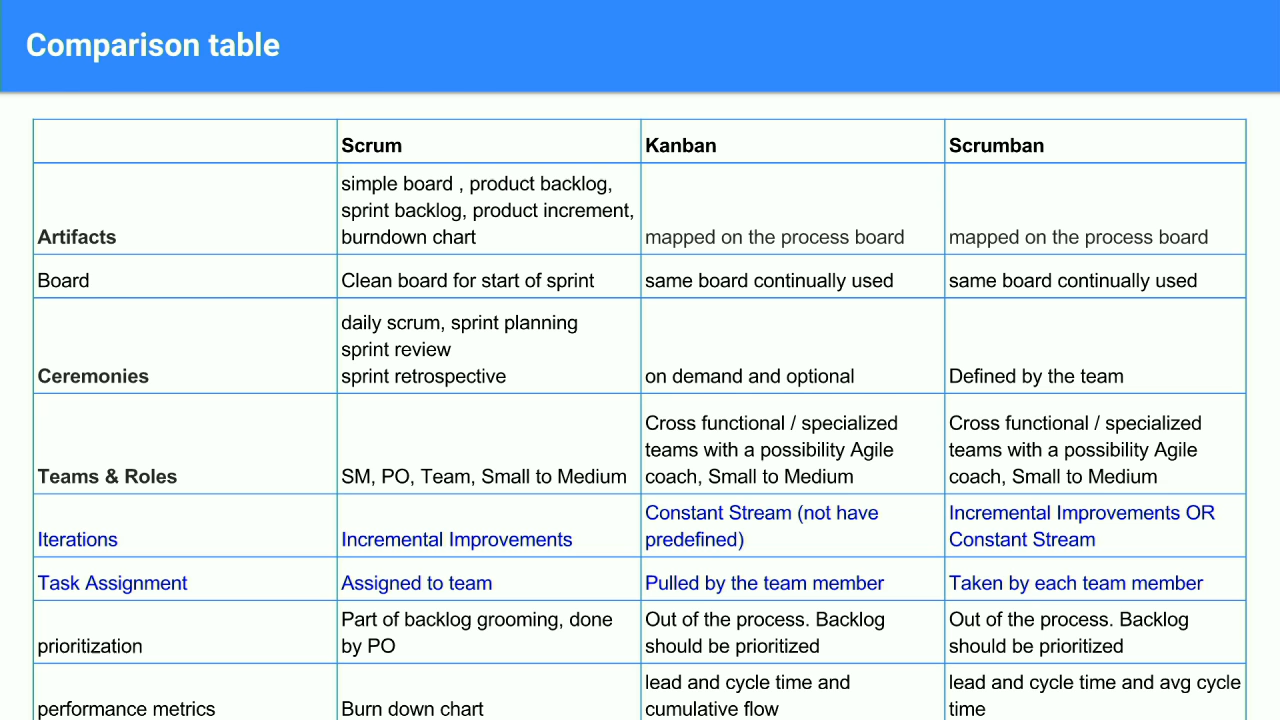 Comparison table
Scrum
Kanban
Scrumban
Artifacts
simple board , product backlog,
sprint backlog, product increment,
burndown chart
mapped on the process board
mapped on the process board
Board
Clean board for start of sprint
same board continually used
same board continually used
Ceremonies
daily scrum, sprint planning
sprint review
sprint retrospective
on demand and optional
Defined by the team
Teams & Roles
SM, PO, Team, Small to Medium
Cross functional / specialized
teams with a possibility Agile
coach, Small to Medium
Cross functional / specialized
teams with a possibility Agile
coach, Small to Medium
Iterations
Incremental Improvements
Constant Stream (not have
predefined)
Incremental Improvements OR
Constant Stream
Task Assignment
Assigned to team
Pulled by the team member
Taken by each team member
prioritization
Part of backlog grooming, done
by PO
Out of the process. Backlog
should be prioritized
Out of the process. Backlog
should be prioritized
performance metrics
Burn down chart
lead and cycle time and
cumulative flow
lead and cycle time and avg cycle
time